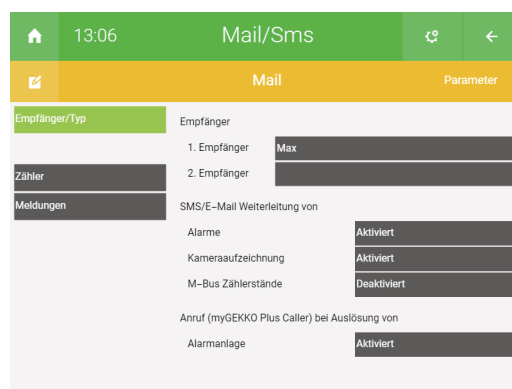 13:06 Mail/Sms
Mail Parameter
Empfänger/Typ
Zähler
Meldungen
Empfänger
1. Empfänger Max
2. Empfänger
SMS/E-Mail Weiterleitung von
Alarme Aktiviert
Kameraaufzeichnung Aktiviert
M-Bus Zählerstände Deaktiviert
Anruf (myGEKKO Plus Caller) bei Auslösung von
Alarmanlage Aktiviert